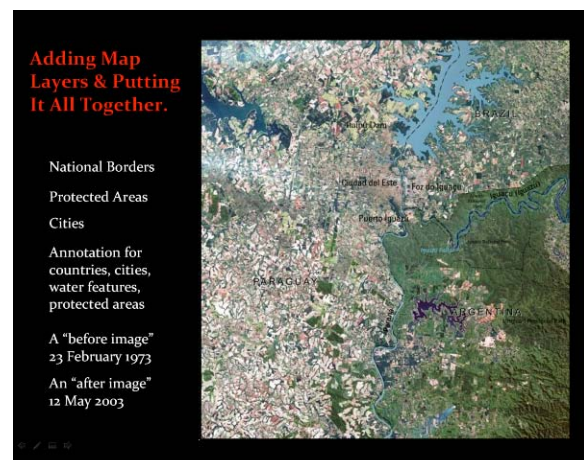 Adding Map
Layers & Putting
It All Together.
National Borders
Protected Areas
Cities
Annotation for
countries, cities,
water features,
protected areas
A “before image”
23 February 1973
An “after image”
12 May 2003
Itaipú Dam
BRAZIL
Ciudad del Este
Foz do Iguaçu
Puerto Iguazú
PARAGUAY
ARGENTINA